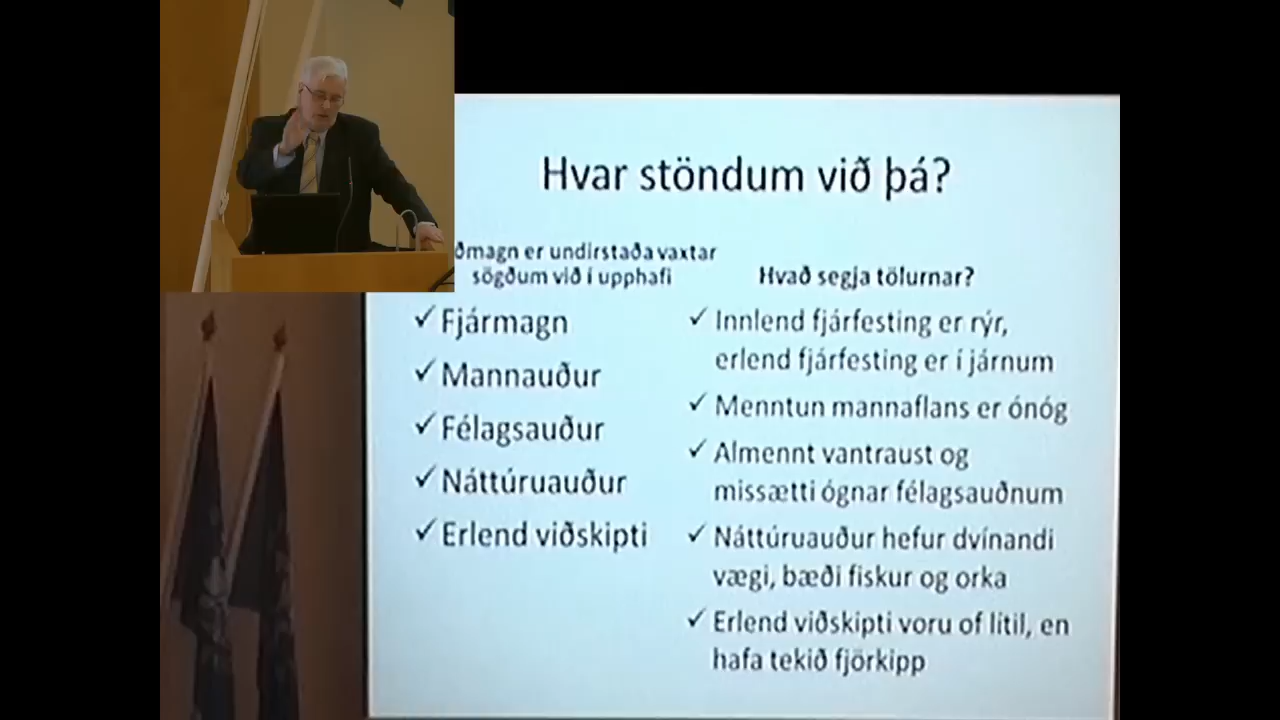 Hvar stöndum við þá?
ðmagn er undirstaða vaxtar
sögðum við í upphafi
✓ Fjármagn
✓ Mannauður
✓ Félagsauður
✓ Náttúruauður
✓ Erlend viðskipti
Hvað segja tölurnar?
✓ Innlend fjárfesting er rýr,
erlend fjárfesting er í járnum
✓ Menntun mannaflans er ónóg
✓ Almennt vantraust og
missætti ógnar félagsauðnum
✓ Náttúruauður hefur dvínandi
vægi, bæði fiskur og orka
✓ Erlend viðskipti voru of lítil, en
hafa tekið fjörkipp